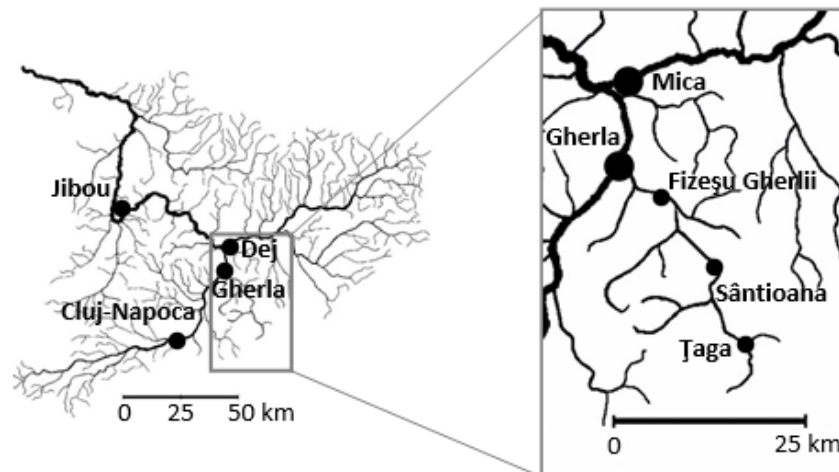 Jibou
Dej
Gherla
Cluj-Napoca
0 25 50 km
Mica
Gherla
Fizeşu Gherlii
Sântioana
Ţaga
0 25 km